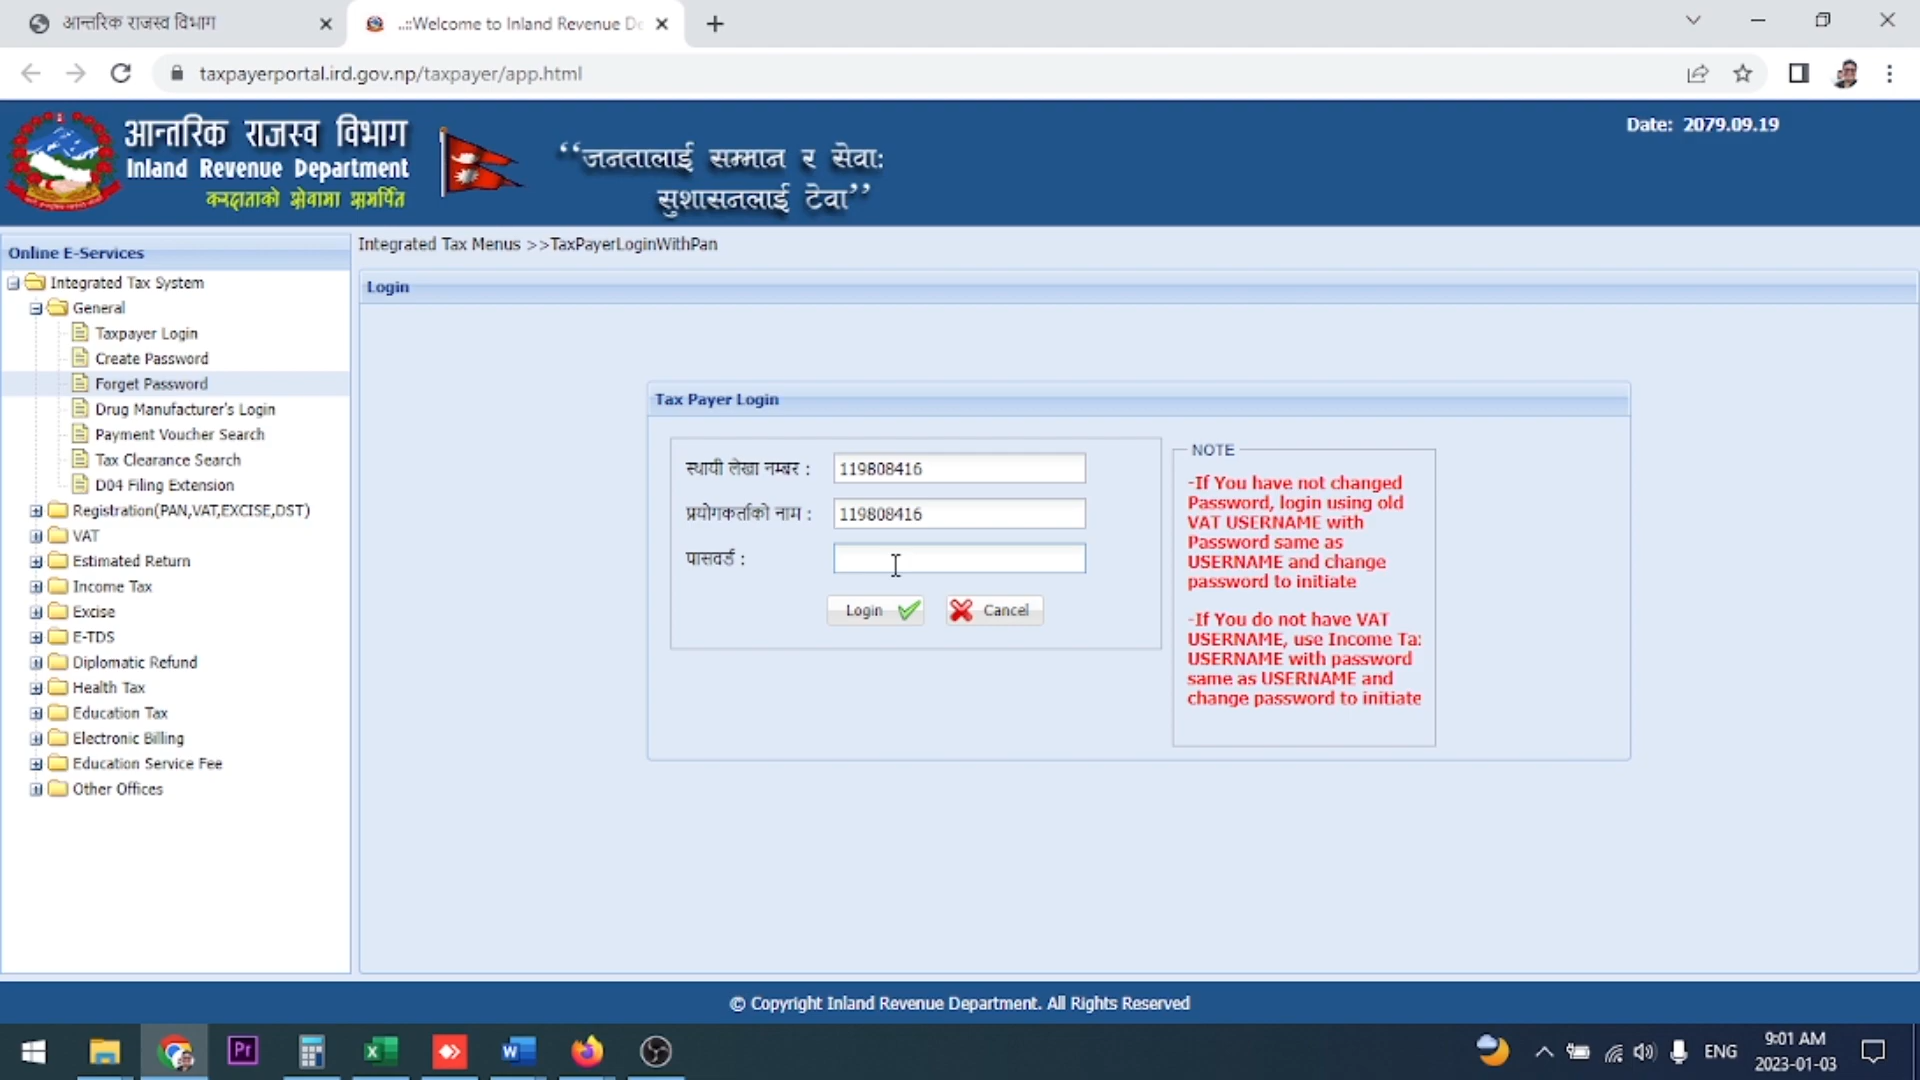 आन्तरिक राजस्व विभाग
..::Welcome to Inland Revenue De
taxpayerportal.ird.gov.np/taxpayer/app.html
आन्तरिक राजस्व विभाग
Inland Revenue Department
करदाताको सेवामा समर्पित
“जनतालाई सम्मान र सेवा:
सुशासनलाई टेवा”
Date: 2079.09.19
Online E-Services
Integrated Tax System
General
Taxpayer Login
Create Password
Forget Password
Drug Manufacturer's Login
Payment Voucher Search
Tax Clearance Search
D04 Filing Extension
Registration(PAN,VAT,EXCISE,DST)
VAT
Estimated Return
Income Tax
Excise
E-TDS
Diplomatic Refund
Health Tax
Education Tax
Electronic Billing
Education Service Fee
Other Offices
Integrated Tax Menus >>TaxPayerLoginWithPan
Login
Tax Payer Login
स्थायी लेखा नम्बर : 119808416
प्रयोगकर्ताको नाम : 119808416
पासवर्ड :
Login Cancel
NOTE
-If You have not changed
Password, login using old
VAT USERNAME with
Password same as
USERNAME and change
password to initiate
-If You do not have VAT
USERNAME, use Income Ta:
USERNAME with password
same as USERNAME and
change password to initiate
© Copyright Inland Revenue Department. All Rights Reserved
Pr
ENG
9:01 AM
2023-01-03